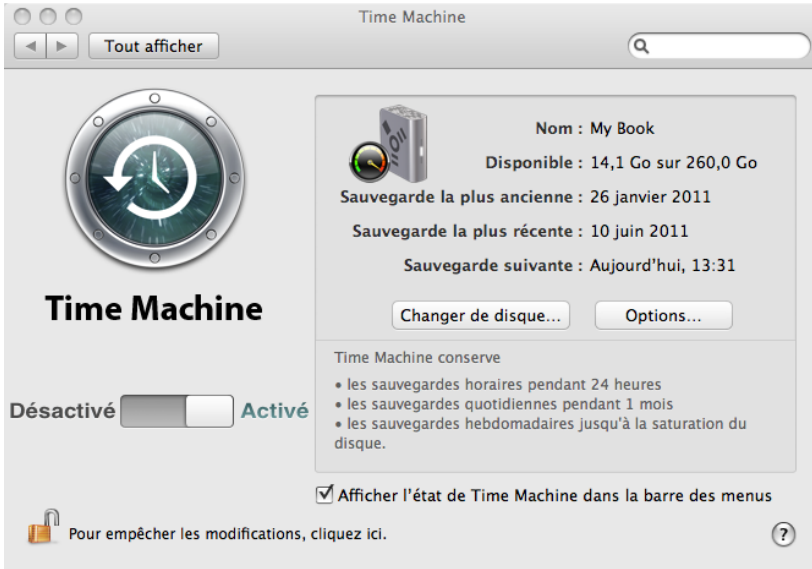 Time Machine
Tout afficher
Nom : My Book
Disponible : 14,1 Go sur 260,0 Go
Sauvegarde la plus ancienne : 26 janvier 2011
Sauvegarde la plus récente : 10 juin 2011
Sauvegarde suivante : Aujourd'hui, 13:31
Time Machine
Changer de disque...
Options...
Time Machine conserve
• les sauvegardes horaires pendant 24 heures
• les sauvegardes quotidiennes pendant 1 mois
• les sauvegardes hebdomadaires jusqu'à la saturation du
disque.
Désactivé
Activé
Afficher l'état de Time Machine dans la barre des menus
Pour empêcher les modifications, cliquez ici.
?